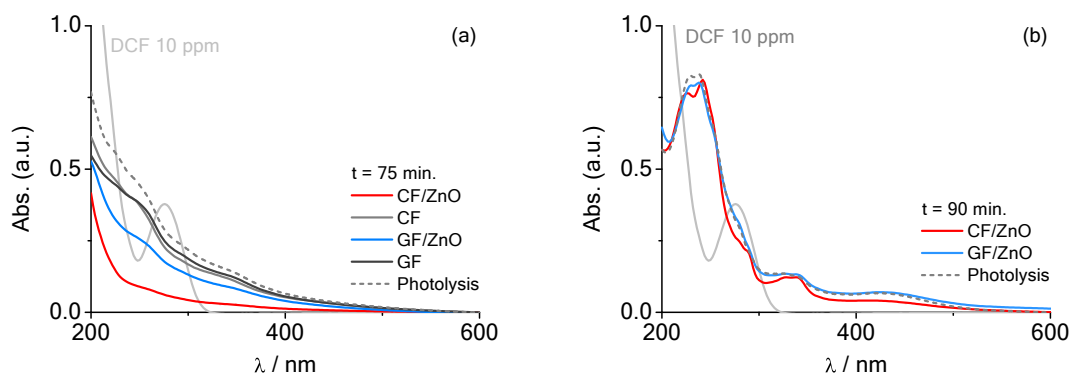 1.0
0.5
0.0
200
400
600
Abs. (a.u.)
λ / nm
DCF 10 ppm
(a)
t = 75 min.
CF/ZnO
CF
GF/ZnO
GF
Photolysis
1.0
0.5
0.0
200
400
600
Abs. (a.u.)
λ / nm
DCF 10 ppm
(b)
t = 90 min.
CF/ZnO
GF/ZnO
Photolysis